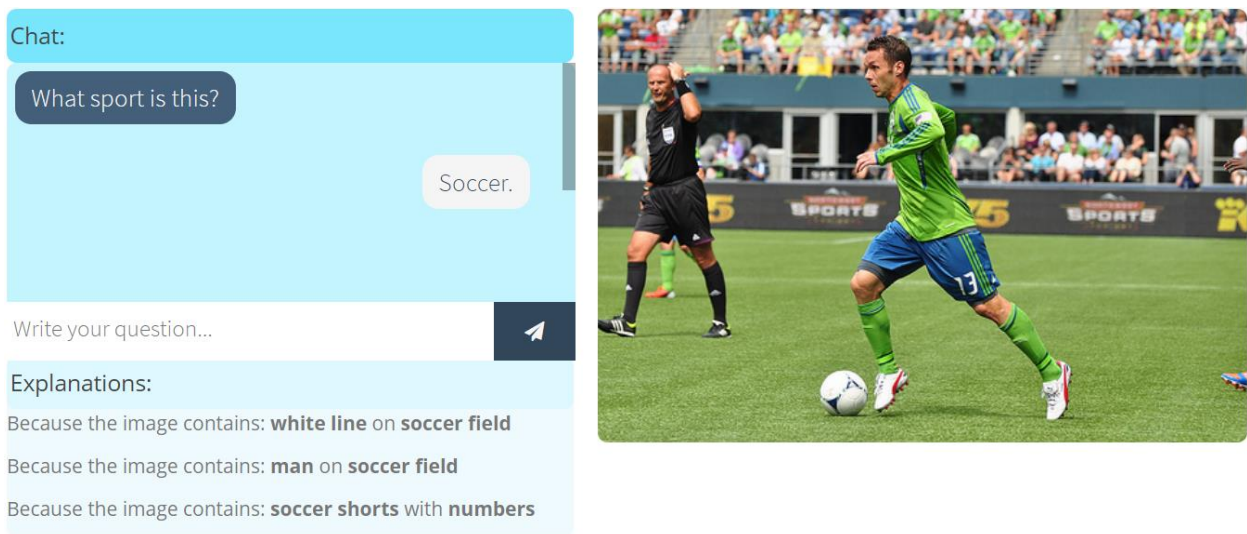 Chat:
What sport is this?
Soccer.
Write your question...
Explanations:
Because the image contains: white line on soccer field
Because the image contains: man on soccer field
Because the image contains: soccer shorts with numbers
75
SPORTS
75
SPORTS
13